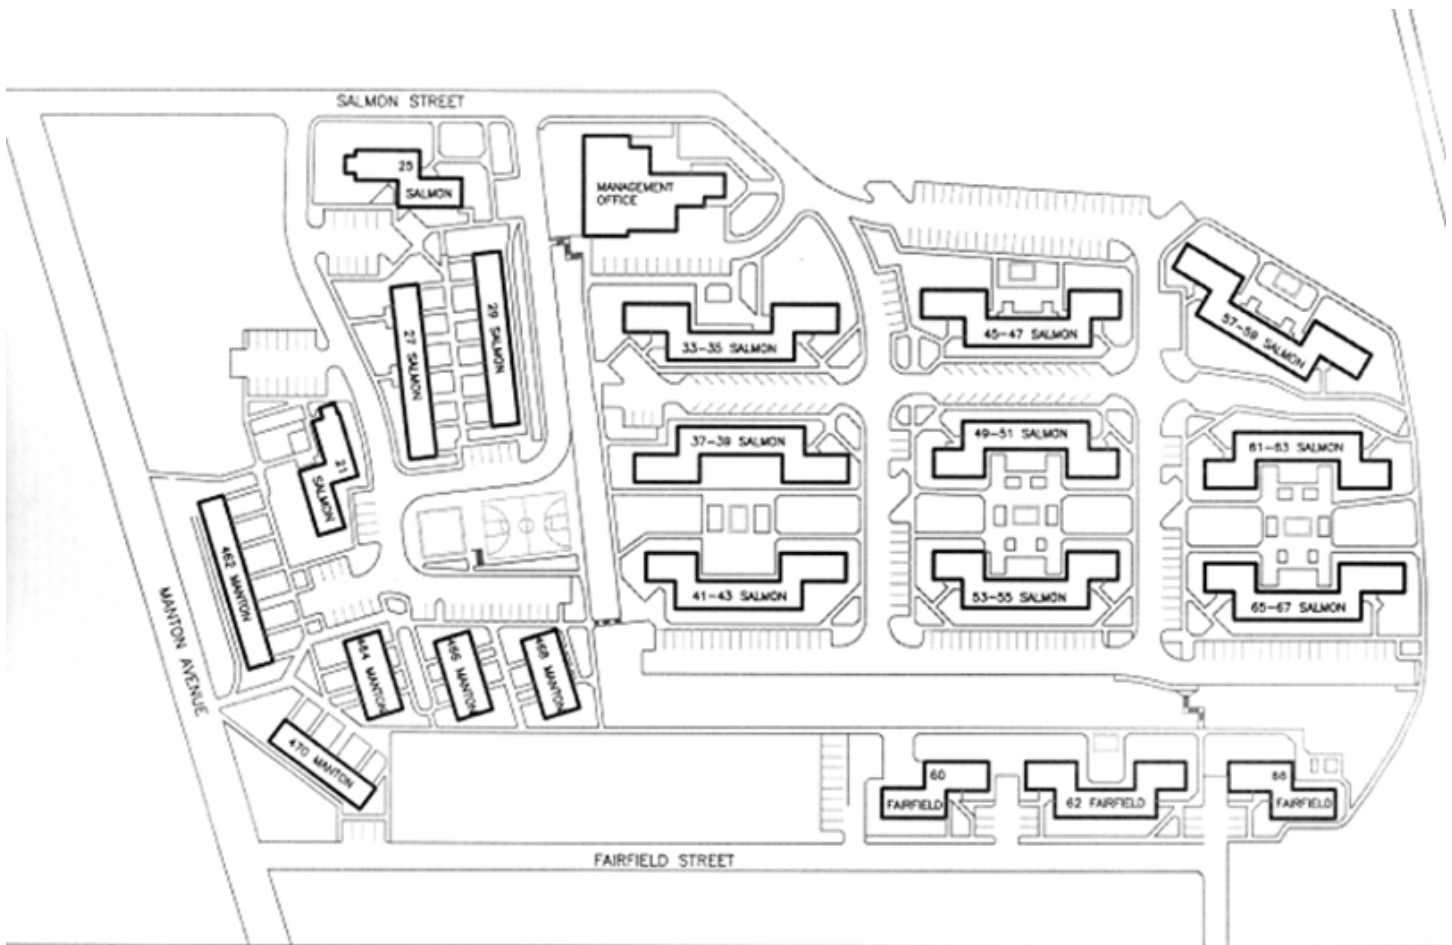 SALMON STREET
25
SALMON
MANAGEMENT
OFFICE
29 SALMON
27 SALMON
33-35 SALMON
45-47 SALMON
57-59 SALMON
21
SALMON
37-39 SALMON
49-51 SALMON
61-63 SALMON
462 MANTON
41-43 SALMON
53-55 SALMON
65-67 SALMON
MANTON AVENUE
464 MANTON
466 MANTON
468 MANTON
470 MANTON
60
FAIRFIELD
62 FAIRFIELD
FAIRFIELD
FAIRFIELD STREET